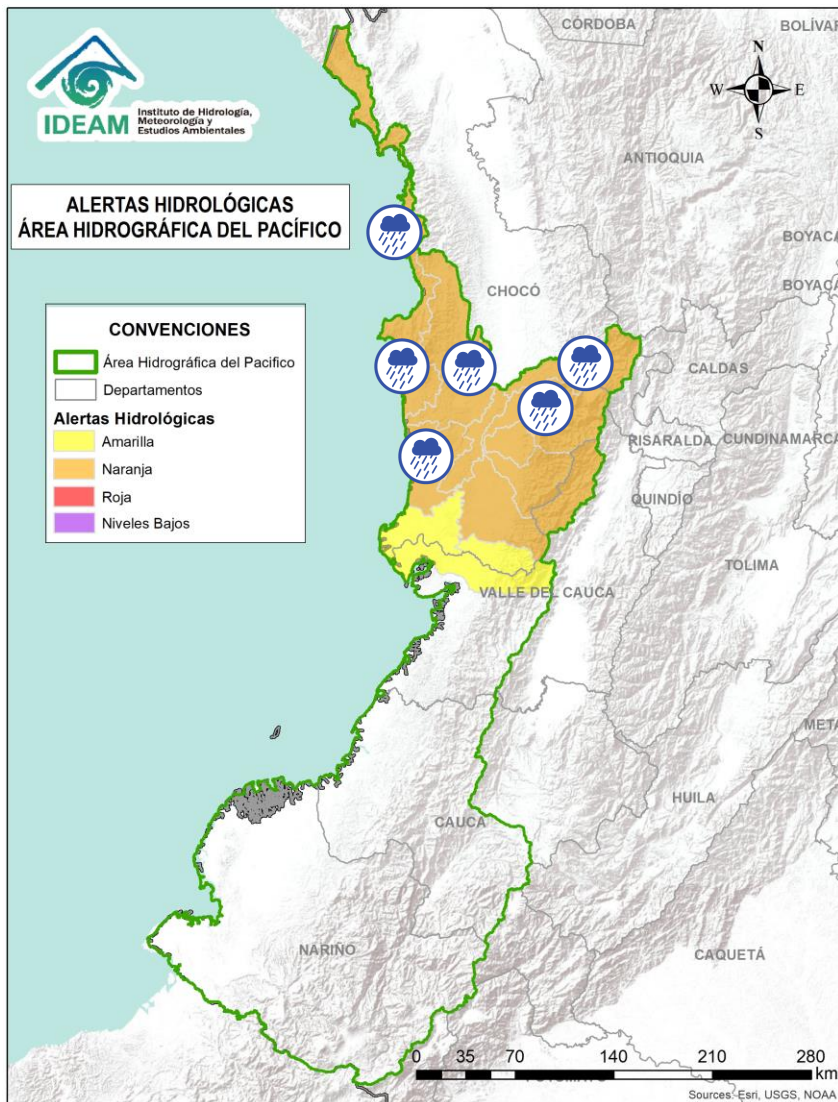 CÓRDOBA
BOLÍVAR
N
W
E
S
IDEAM
Instituto de Hidrología,
Meteorología y
Estudios Ambientales
ANTIOQUIA
ALERTAS HIDROLÓGICAS
ÁREA HIDROGRÁFICA DEL PACÍFICO
BOYACÁ
BOYACÁ
CHOCÓ
CONVENCIONES
Área Hidrográfica del Pacifico
Departamentos
Alertas Hidrológicas
Amarilla
Naranja
Roja
Niveles Bajos
CALDAS
RISARALDA
CUNDINAMARCA
QUINDÍO
TOLIMA
VALLE DEL CAUCA
META
HUILA
CAUCA
NARIÑO
CAQUETÁ
0 35 70 140 210 280
km
Sources: Esri, USGS, NOAA